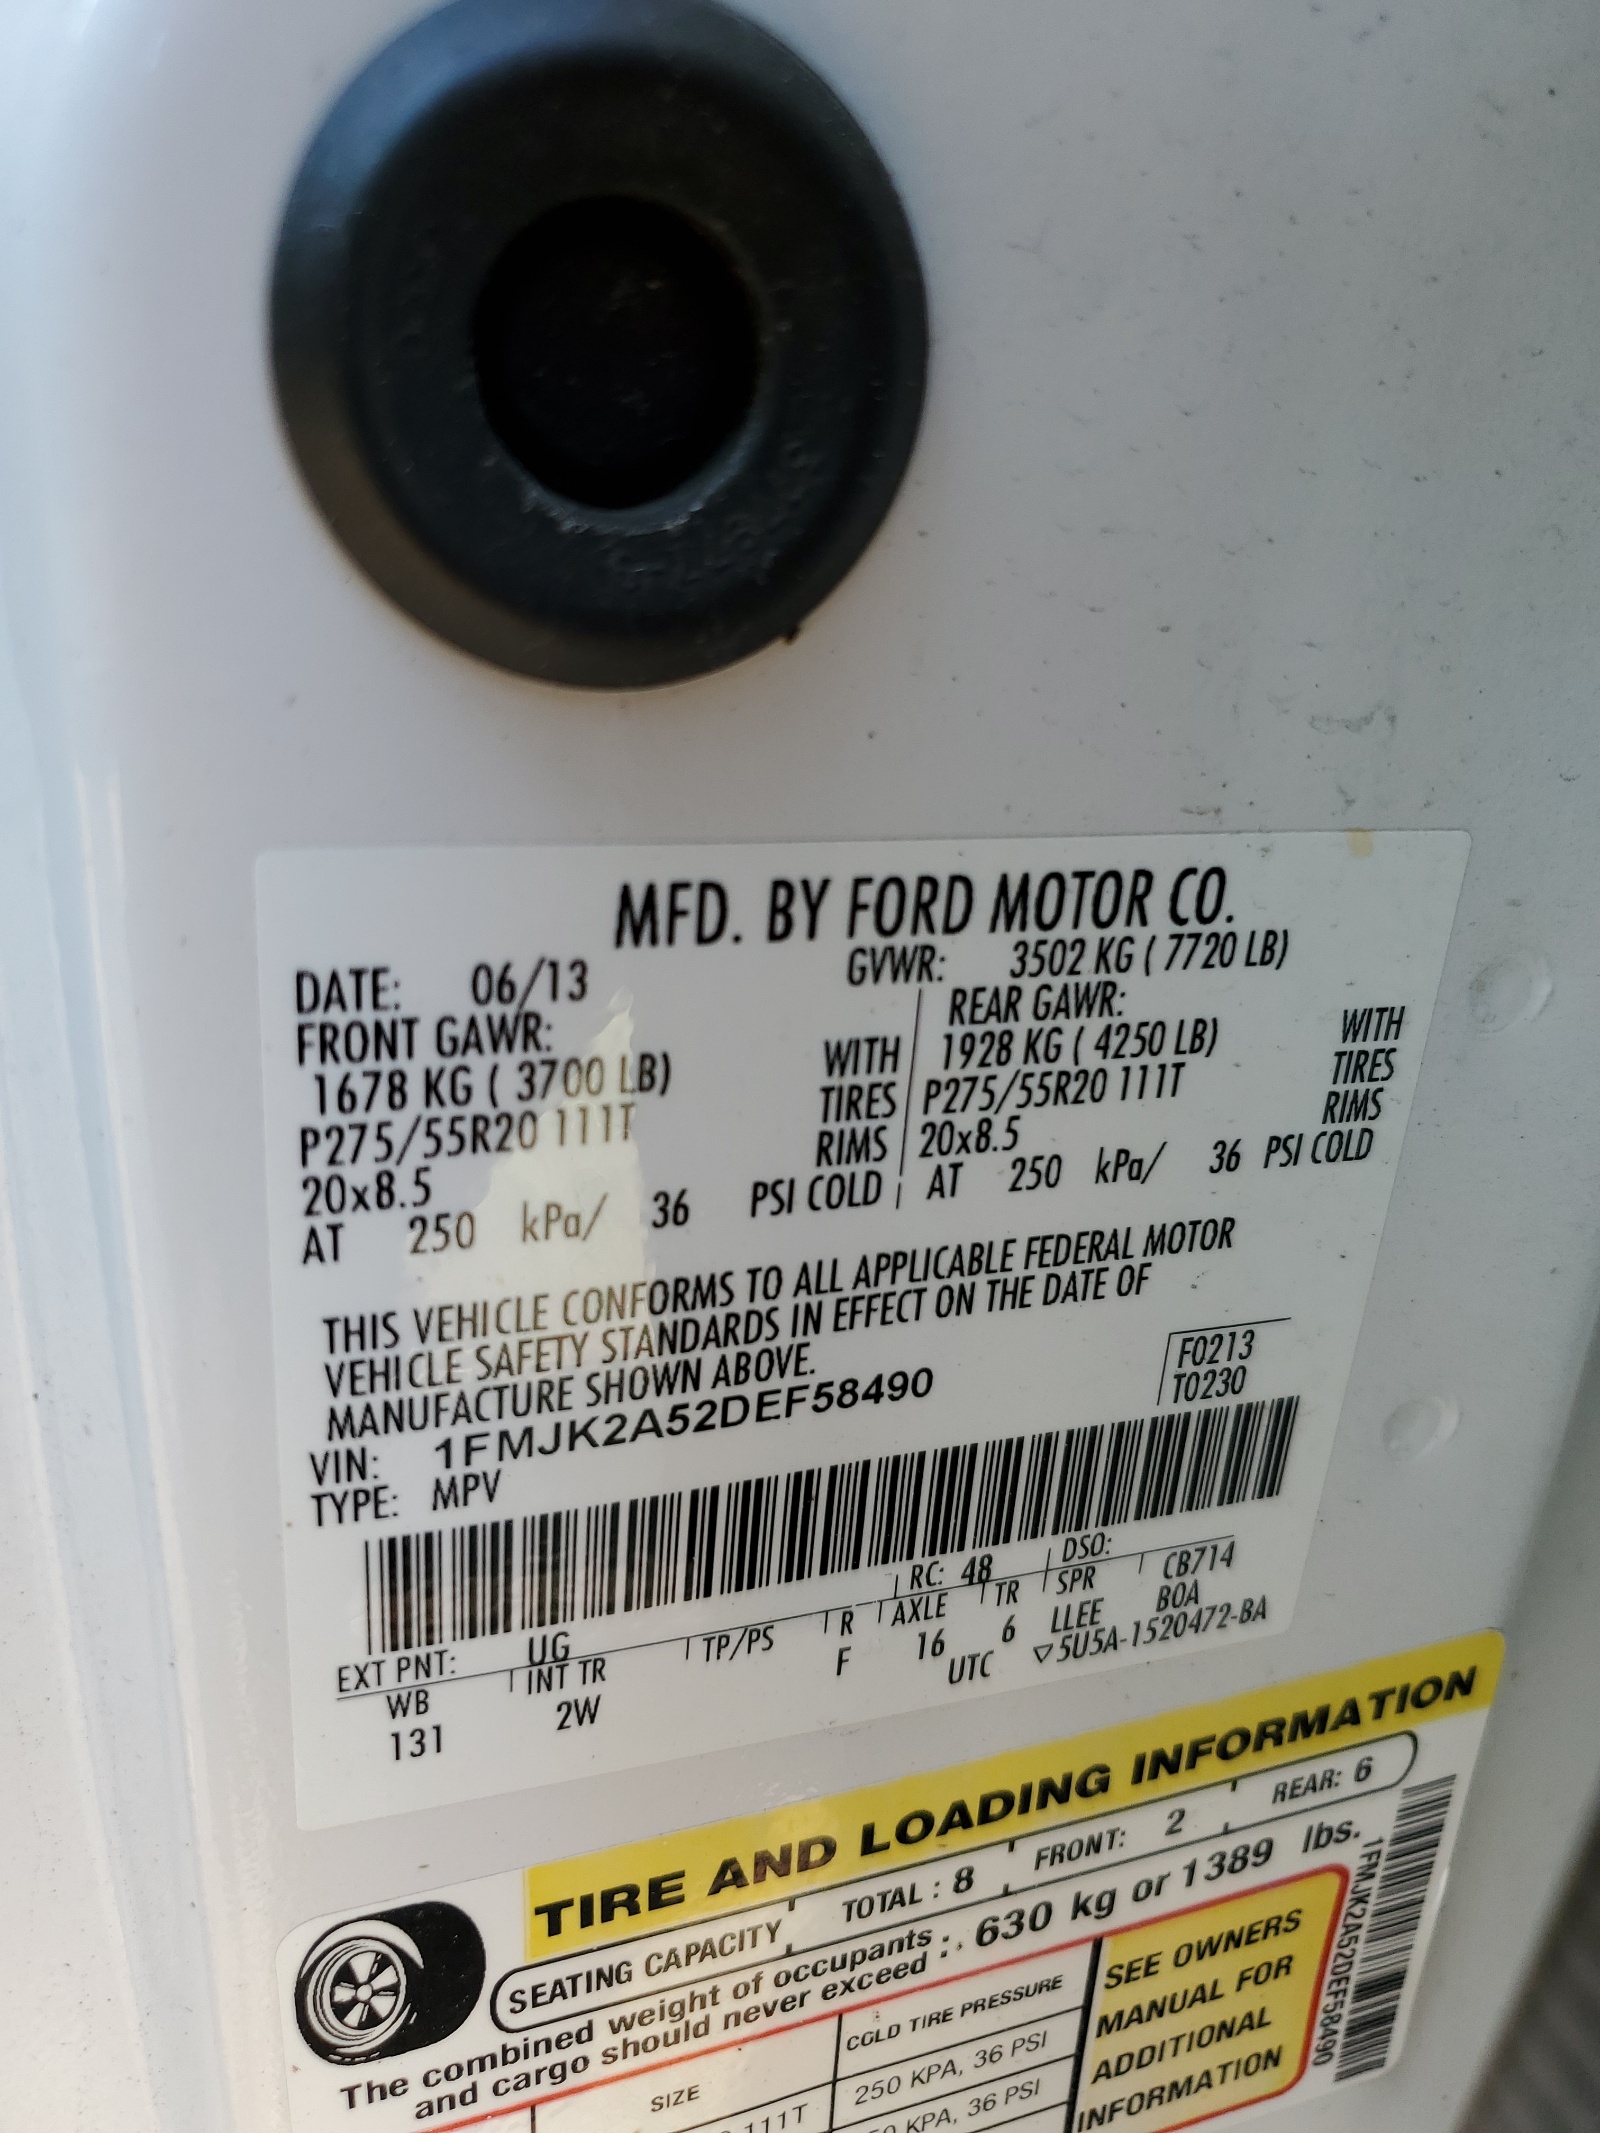 MFD. BY FORD MOTOR CO.
DATE: 06/13 GVWR: 3502 KG ( 7720 LB)
FRONT GAWR: REAR GAWR:
1678 KG ( 3700 LB) WITH 1928 KG ( 4250 LB) WITH
P275/55R20 111T TIRES P275/55R20 111T TIRES
20x8.5 RIMS 20x8.5 RIMS
AT 250 kPa/ 36 PSI COLD AT 250 kPa/ 36 PSI COLD
THIS VEHICLE CONFORMS TO ALL APPLICABLE FEDERAL MOTOR
VEHICLE SAFETY STANDARDS IN EFFECT ON THE DATE OF
MANUFACTURE SHOWN ABOVE.
F0213
T0230
VIN: 1FMJK2A52DEF58490
TYPE: MPV
EXT PNT: UG RC: 48 DSO:
WB INT TR TP/PS R AXLE TR SPR CB714
131 2W F 16 6 LLEE BOA
UTC ▽5U5A-1520472-BA
TIRE AND LOADING INFORMATION
SEATING CAPACITY TOTAL : 8 FRONT: 2 REAR: 6
The combined weight of occupants :
and cargo should never exceed : 630 kg or 1389 lbs.
1FMJK2A52DEF58490
SIZE COLD TIRE PRESSURE
111T 250 KPA, 36 PSI
KPA, 36 PSI
SEE OWNERS
MANUAL FOR
ADDITIONAL
INFORMATION